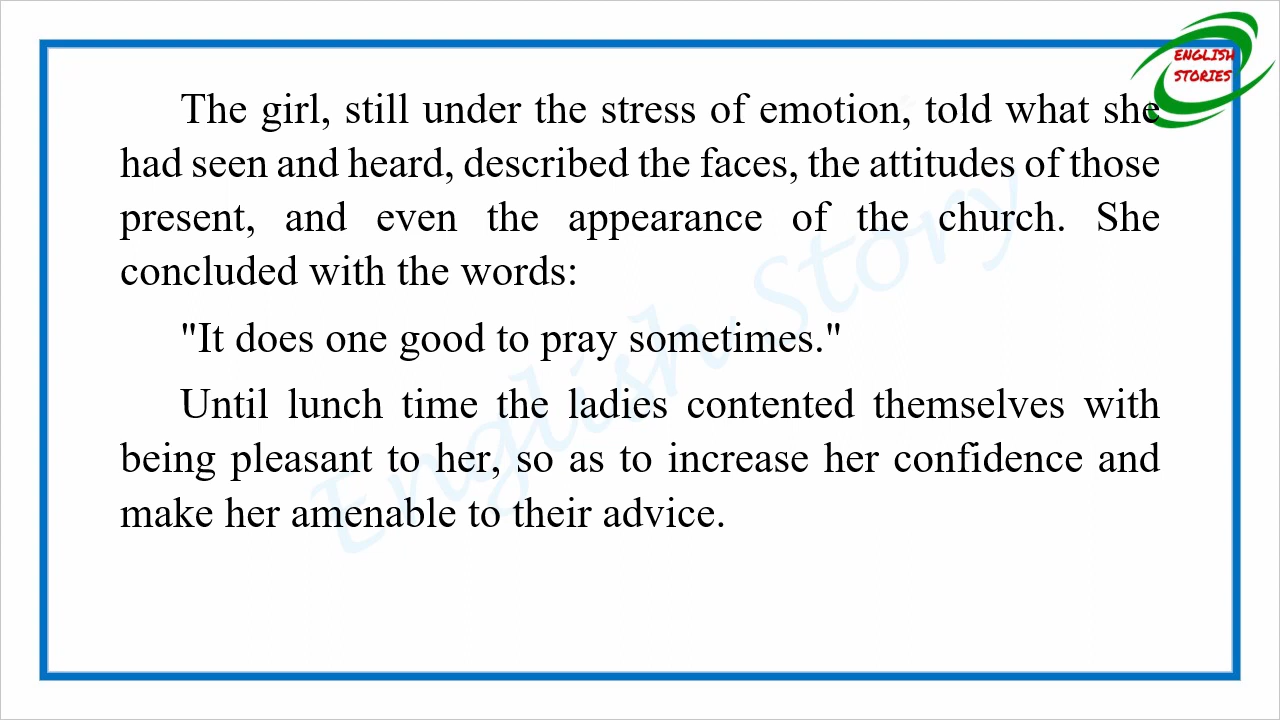 ENGLISH
STORIES
The girl, still under the stress of emotion, told what she
had seen and heard, described the faces, the attitudes of those
present, and even the appearance of the church. She
concluded with the words:
"It does one good to pray sometimes."
Until lunch time the ladies contented themselves with
being pleasant to her, so as to increase her confidence and
make her amenable to their advice.
English Story